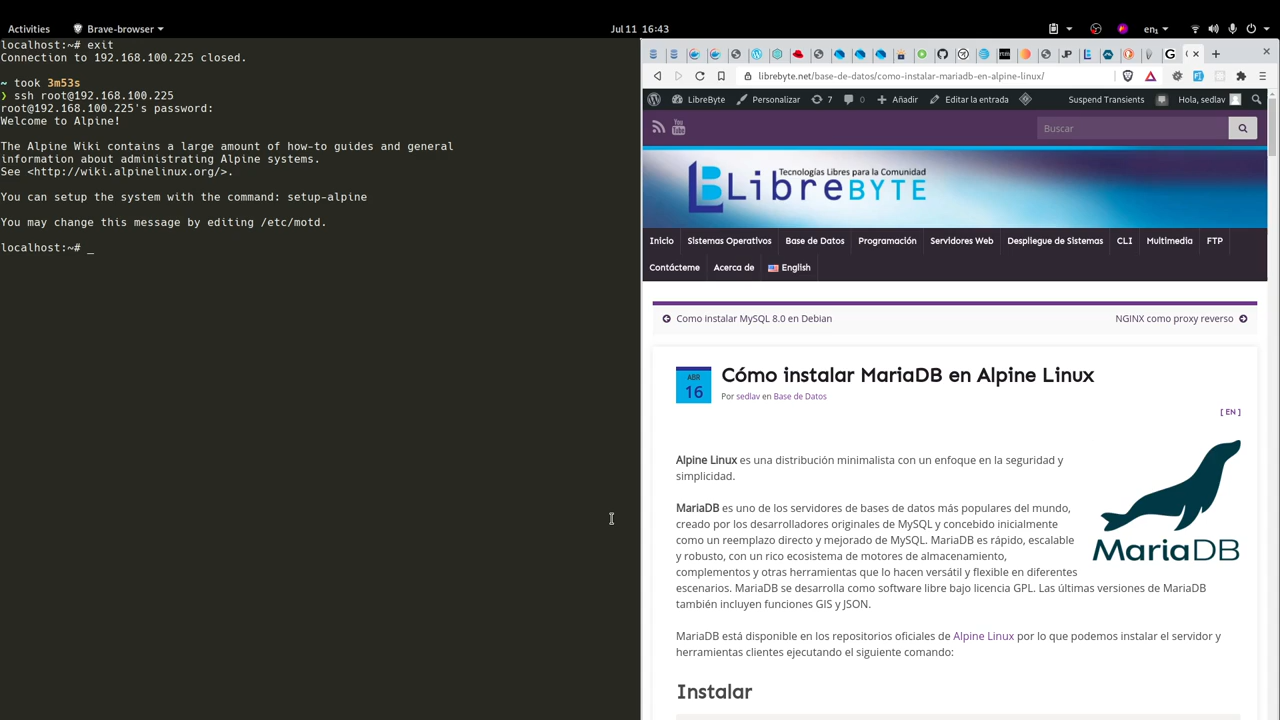 Activities
Brave-browser
Jul 11 16:43
en₁
localhost:~# exit
Connection to 192.168.100.225 closed.
~ took 3m53s
❯ ssh root@192.168.100.225
root@192.168.100.225's password:
Welcome to Alpine!
The Alpine Wiki contains a large amount of how-to guides and general
information about administrating Alpine systems.
See <http://wiki.alpinelinux.org/>.
You can setup the system with the command: setup-alpine
You may change this message by editing /etc/motd.
localhost:~# _
librebyte.net/base-de-datos/como-instalar-mariadb-en-alpine-linux/
LibreByte
Personalizar
7
0
Añadir
Editar la entrada
Suspend Transients
Hola, sedlav
You Tube
Buscar
Tecnologías Libres para la Comunidad
LibreBYTE
Inicio
Sistemas Operativos
Base de Datos
Programación
Servidores Web
Despliegue de Sistemas
CLI
Multimedia
FTP
Contácteme
Acerca de
English
Como instalar MySQL 8.0 en Debian
NGINX como proxy reverso
ABR
16
Cómo instalar MariaDB en Alpine Linux
Por sedlav en Base de Datos
[ EN ]
Alpine Linux es una distribución minimalista con un enfoque en la seguridad y
simplicidad.
MariaDB es uno de los servidores de bases de datos más populares del mundo,
creado por los desarrolladores originales de MySQL y concebido inicialmente
como un reemplazo directo y mejorado de MySQL. MariaDB es rápido, escalable
y robusto, con un rico ecosistema de motores de almacenamiento,
complementos y otras herramientas que lo hacen versátil y flexible en diferentes
escenarios. MariaDB se desarrolla como software libre bajo licencia GPL. Las últimas versiones de MariaDB
también incluyen funciones GIS y JSON.
MariaDB
MariaDB está disponible en los repositorios oficiales de Alpine Linux por lo que podemos instalar el servidor y
herramientas clientes ejecutando el siguiente comando:
Instalar